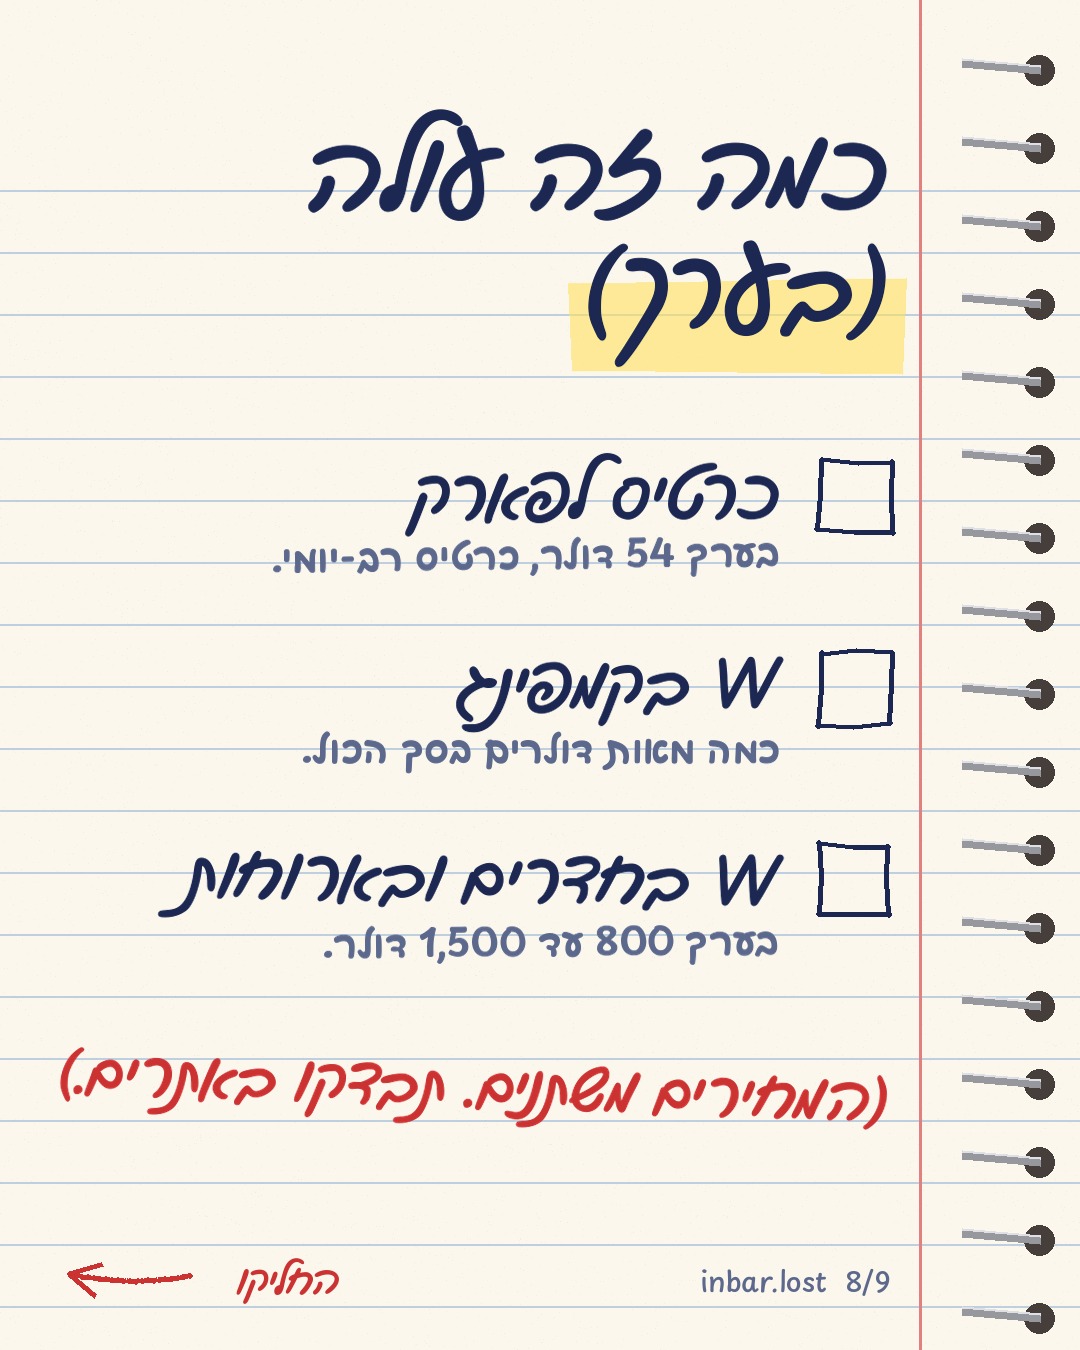 כמה זה עולה
(בערך)
כרטיס לפארק
בערך 54 דולר, כרטיס רב-יומי.
W בקמפינג
כמה מאות דולרים בסך הכול.
W בחדרים ובארוחות
בערך 800 עד 1,500 דולר.
(המחירים משתנים. תבדקו באתרים.)
inbar.lost 8/9
החליקו